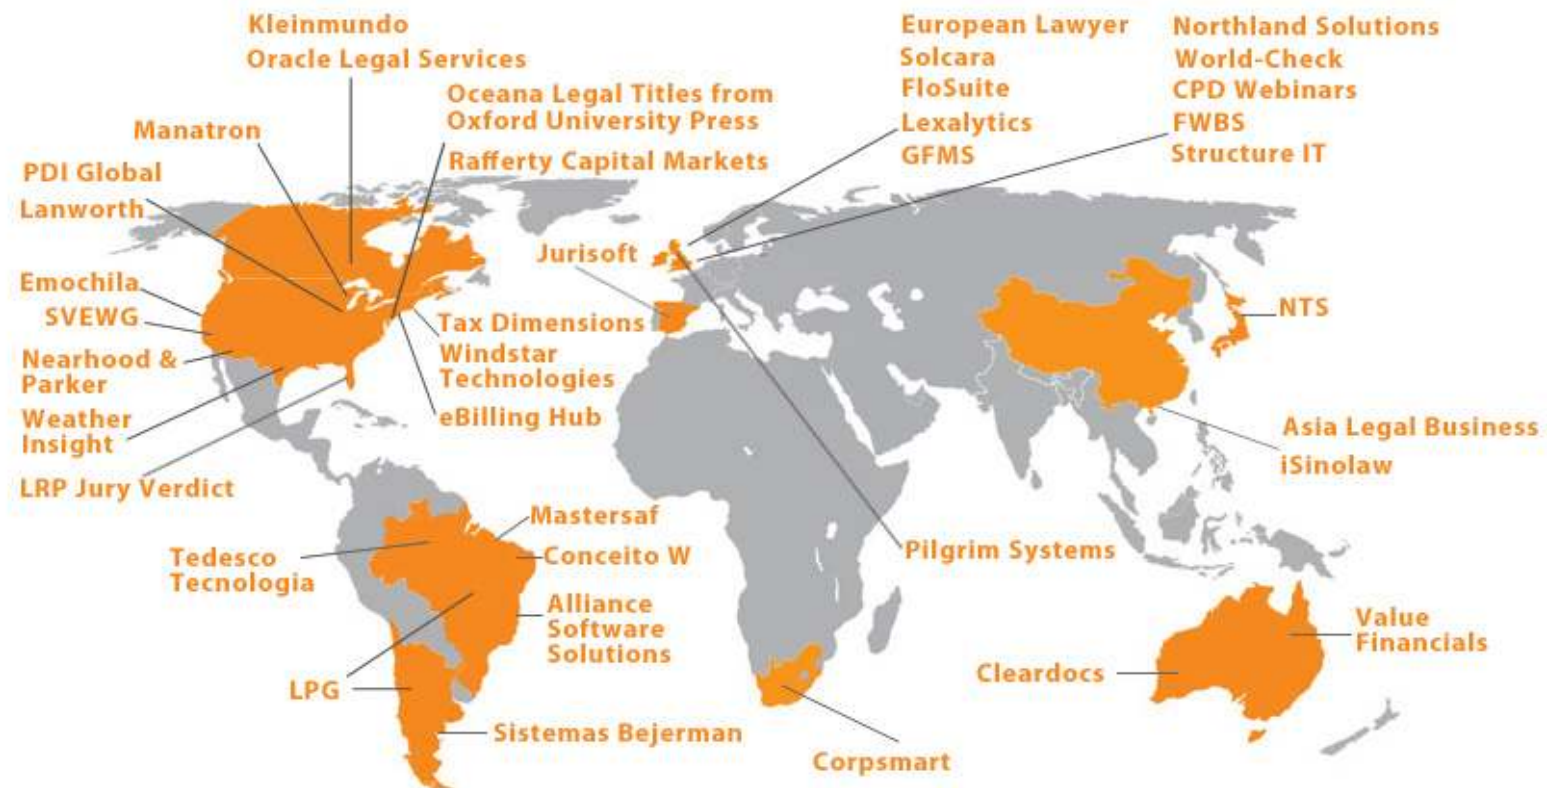 Kleinmundo
Oracle Legal Services
Oceana Legal Titles from
Oxford University Press
Rafferty Capital Markets
Manatron
PDI Global
Lanworth
Emochila
SVEWG
Nearhood &
Parker
Weather
Insight
LRP Jury Verdict
Tax Dimensions
Windstar
Technologies
eBilling Hub
European Lawyer
Solcara
FloSuite
Lexalytics
GFMS
Northland Solutions
World-Check
CPD Webinars
FWBS
Structure IT
Jurisoft
NTS
Asia Legal Business
iSinolaw
Pilgrim Systems
Mastersaf
Conceito W
Tedesco
Tecnologia
Alliance
Software
Solutions
LPG
Sistemas Bejerman
Corpsmart
Value
Financials
Cleardocs